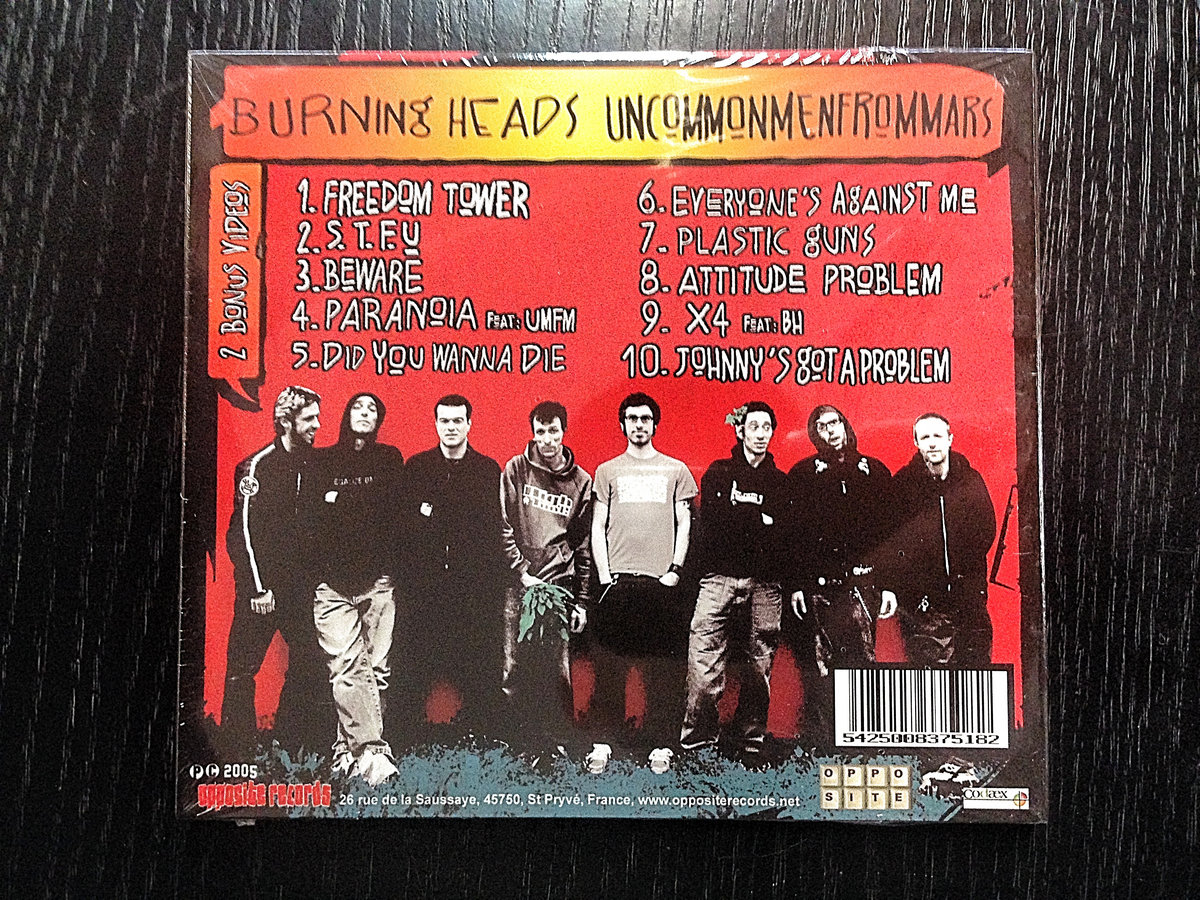 BURNINg HEADS UNCOMMONMENFROMMARS
2 BONUS VIDEOS
1. FREEDOM TOWER
2. S.T.F.U
3. BEWARE
4. PARANOIA FEAT: UMFM
5. DID YOU WANNA DIE
6. EVERYONE'S AgAINST ME
7. PLASTIC gUNS
8. ATTITUDE PROBLEM
9. X4 FEAT: BH
10. JOHNNY'S gOT A PROBLEM
5425008375182
℗ © 2005
opposite records 26 rue de la Saussaye, 45750, St Pryvé, France, www.oppositerecords.net
OPPO
SITE
codæx